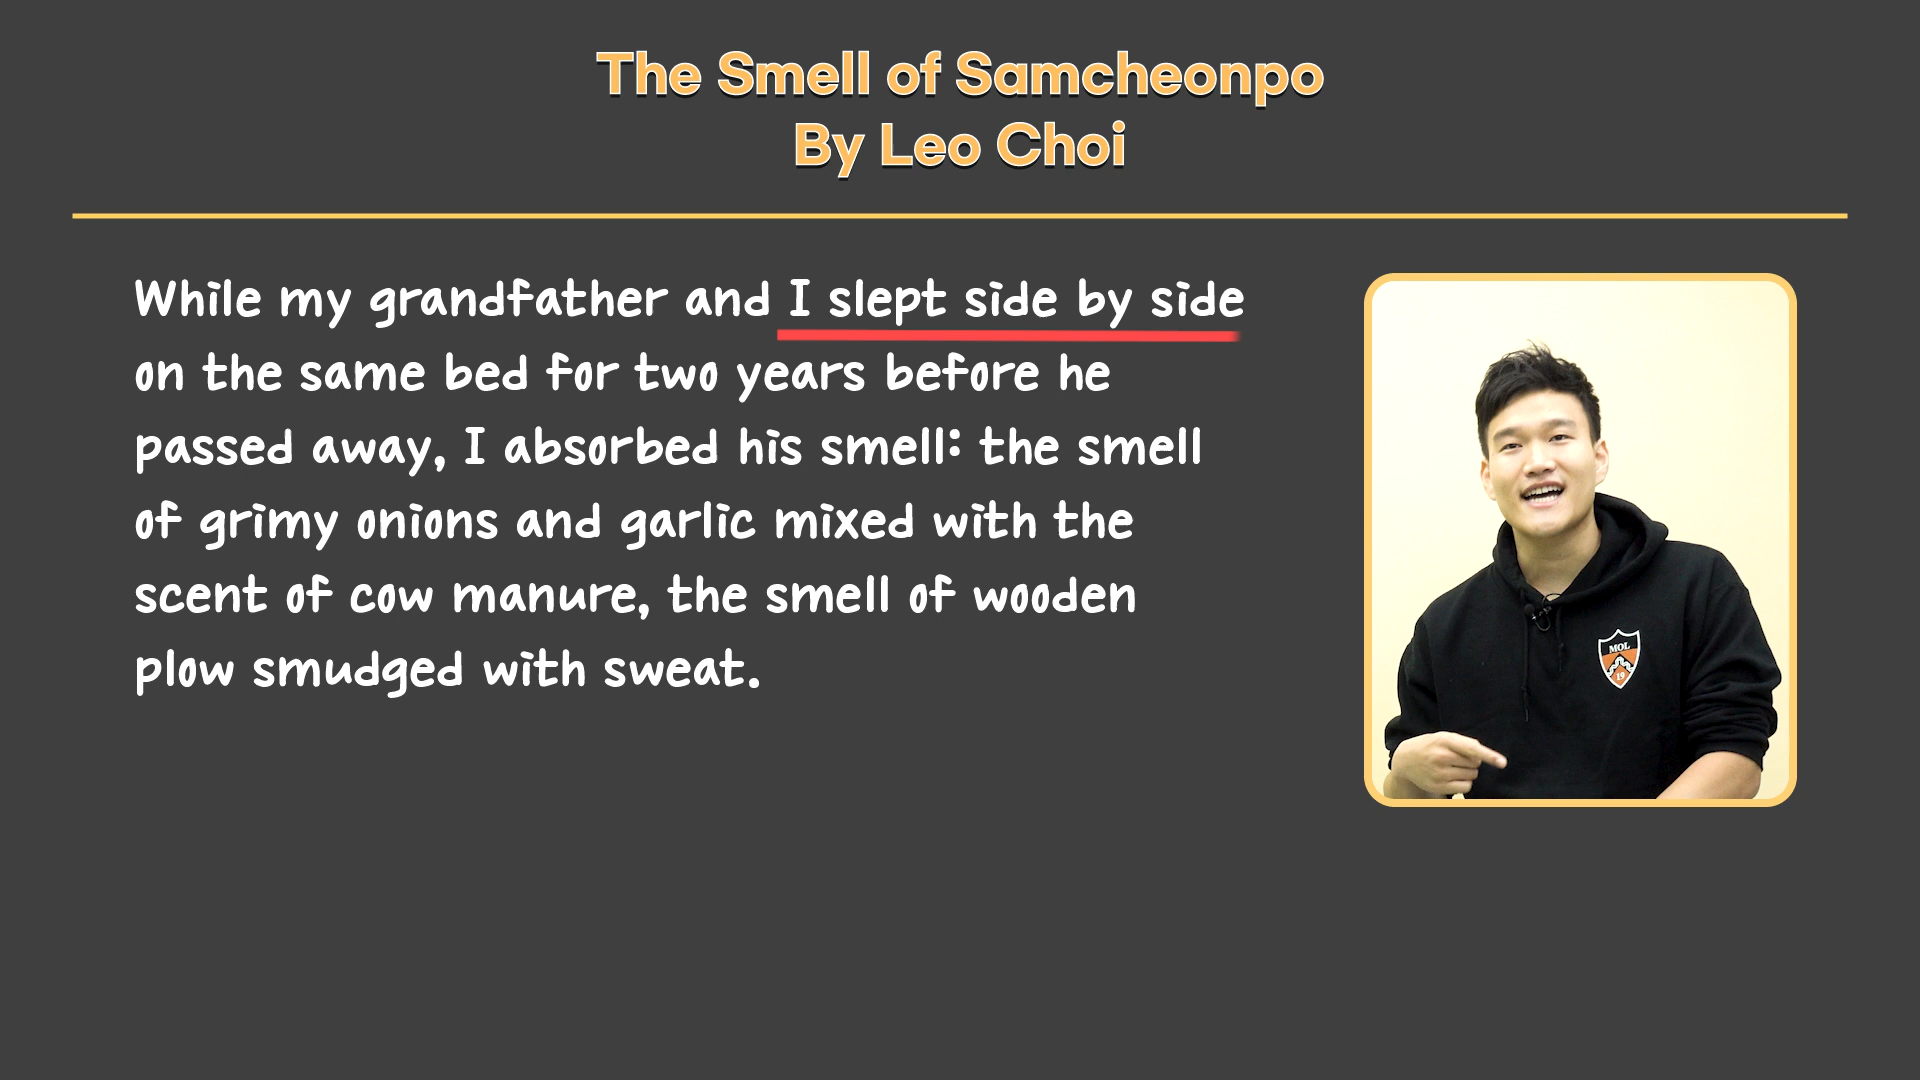 The Smell of Samcheonpo
By Leo Choi
While my grandfather and I slept side by side
on the same bed for two years before he
passed away, I absorbed his smell: the smell
of grimy onions and garlic mixed with the
scent of cow manure, the smell of wooden
plow smudged with sweat.
MOL
19